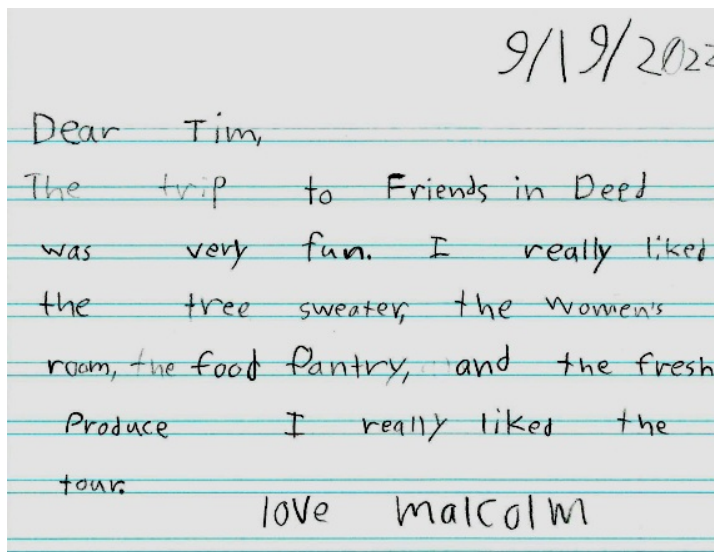 9/19/2022
Dear Tim,
The trip to Friends in Deed
was very fun. I really liked
the tree sweater, the women's
room, the food Pantry, and the fresh
Produce I really liked the
tour.
love malcolm